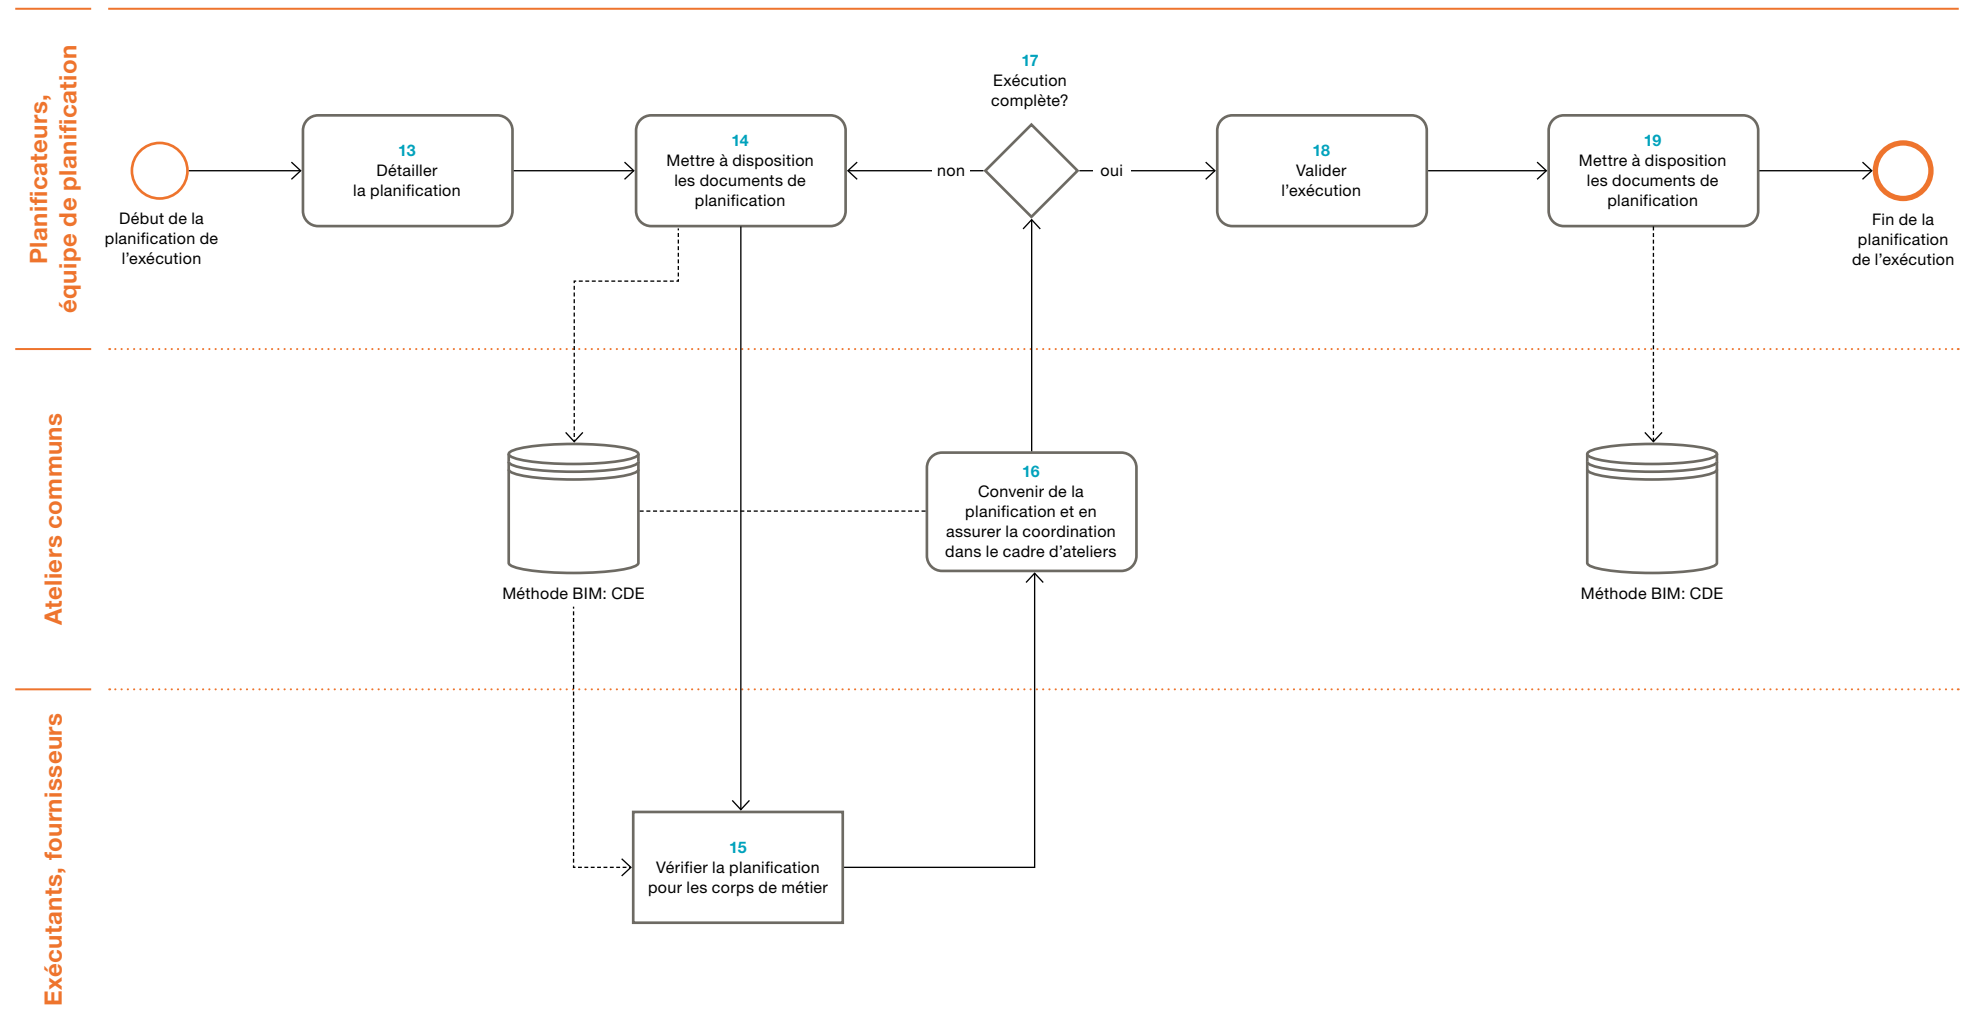 Planificateurs,
équipe de planification
Début de la
planification de
l'exécution
13
Détailler
la planification
14
Mettre à disposition
les documents de
planification
non
17
Exécution
complète?
oui
18
Valider
l'exécution
19
Mettre à disposition
les documents de
planification
Fin de la
planification
de l'exécution
Ateliers communs
Méthode BIM: CDE
16
Convenir de la
planification et en
assurer la coordination
dans le cadre d'ateliers
Méthode BIM: CDE
Exécutants, fournisseurs
15
Vérifier la planification
pour les corps de métier